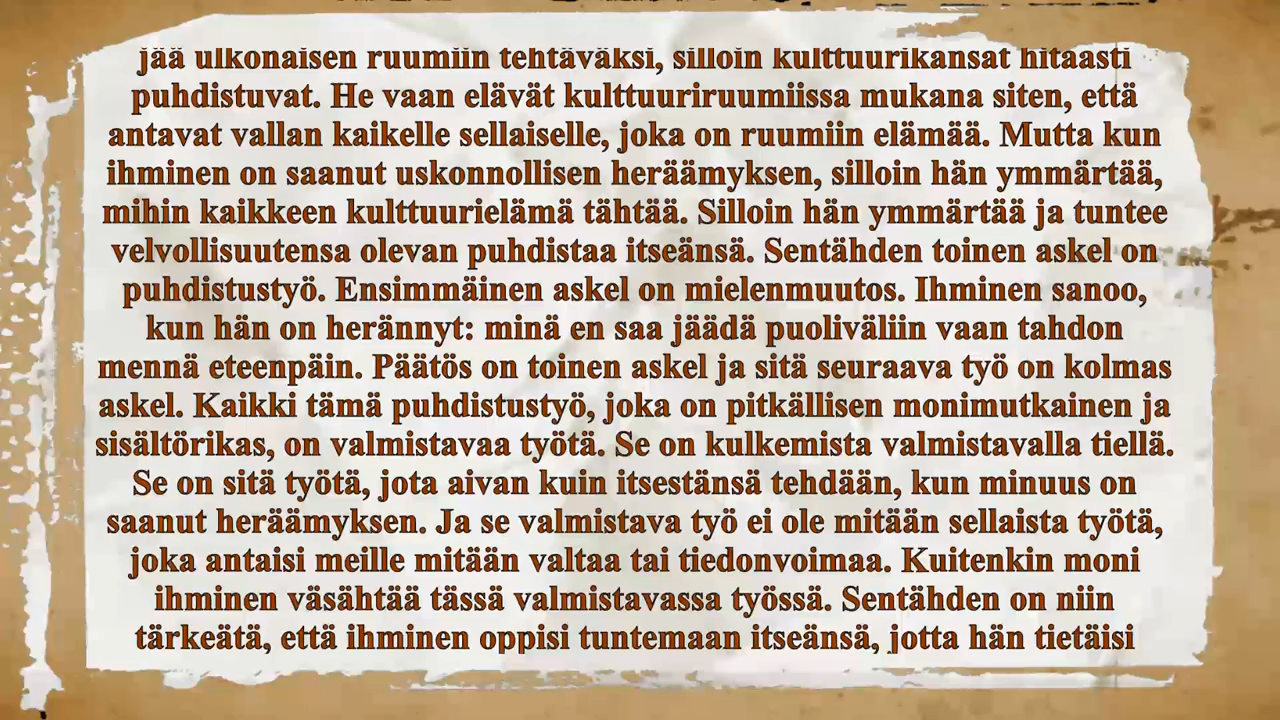 jää ulkonaisen ruumiin tehtäväksi, silloin kulttuurikansat hitaasti
puhdistuvat. He vaan elävät kulttuuriruumiissa mukana siten, että
antavat vallan kaikelle sellaiselle, joka on ruumiin elämää. Mutta kun
ihminen on saanut uskonnollisen heräämyksen, silloin hän ymmärtää,
mihin kaikkeen kulttuurielämä tähtää. Silloin hän ymmärtää ja tuntee
velvollisuutensa olevan puhdistaa itseänsä. Sentähden toinen askel on
puhdistustyö. Ensimmäinen askel on mielenmuutos. Ihminen sanoo,
kun hän on herännyt: minä en saa jäädä puoliväliin vaan tahdon
mennä eteenpäin. Päätös on toinen askel ja sitä seuraava työ on kolmas
askel. Kaikki tämä puhdistustyö, joka on pitkällisen monimutkainen ja
sisältörikas, on valmistavaa työtä. Se on kulkemista valmistavalla tiellä.
Se on sitä työtä, jota aivan kuin itsestänsä tehdään, kun minuus on
saanut heräämyksen. Ja se valmistava työ ei ole mitään sellaista työtä,
joka antaisi meille mitään valtaa tai tiedonvoimaa. Kuitenkin moni
ihminen väsähtää tässä valmistavassa työssä. Sentähden on niin
tärkeätä, että ihminen oppisi tuntemaan itseänsä, jotta hän tietäisi